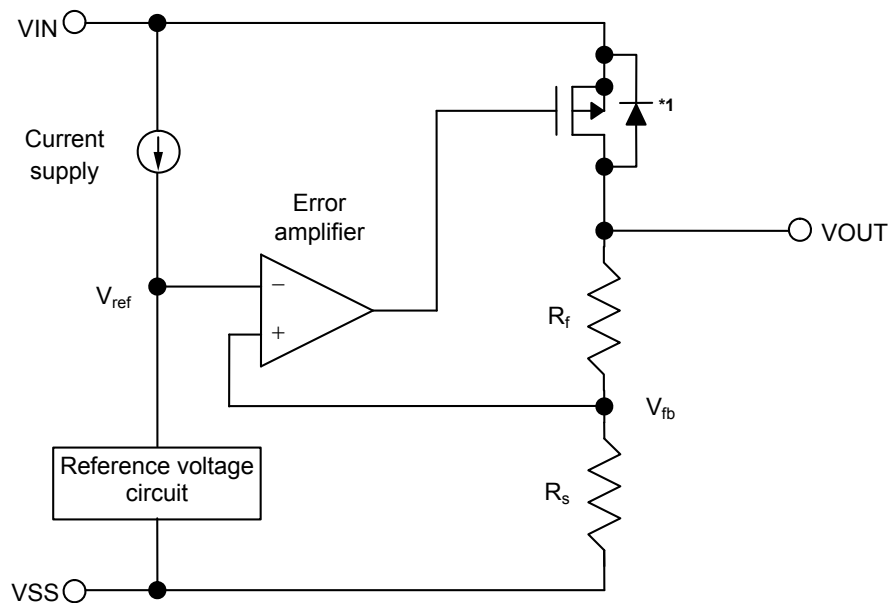 VIN
*1
Current
supply
Error
amplifier
VOUT
Vref
−
+
Rf
Vfb
Reference voltage
circuit
Rs
VSS